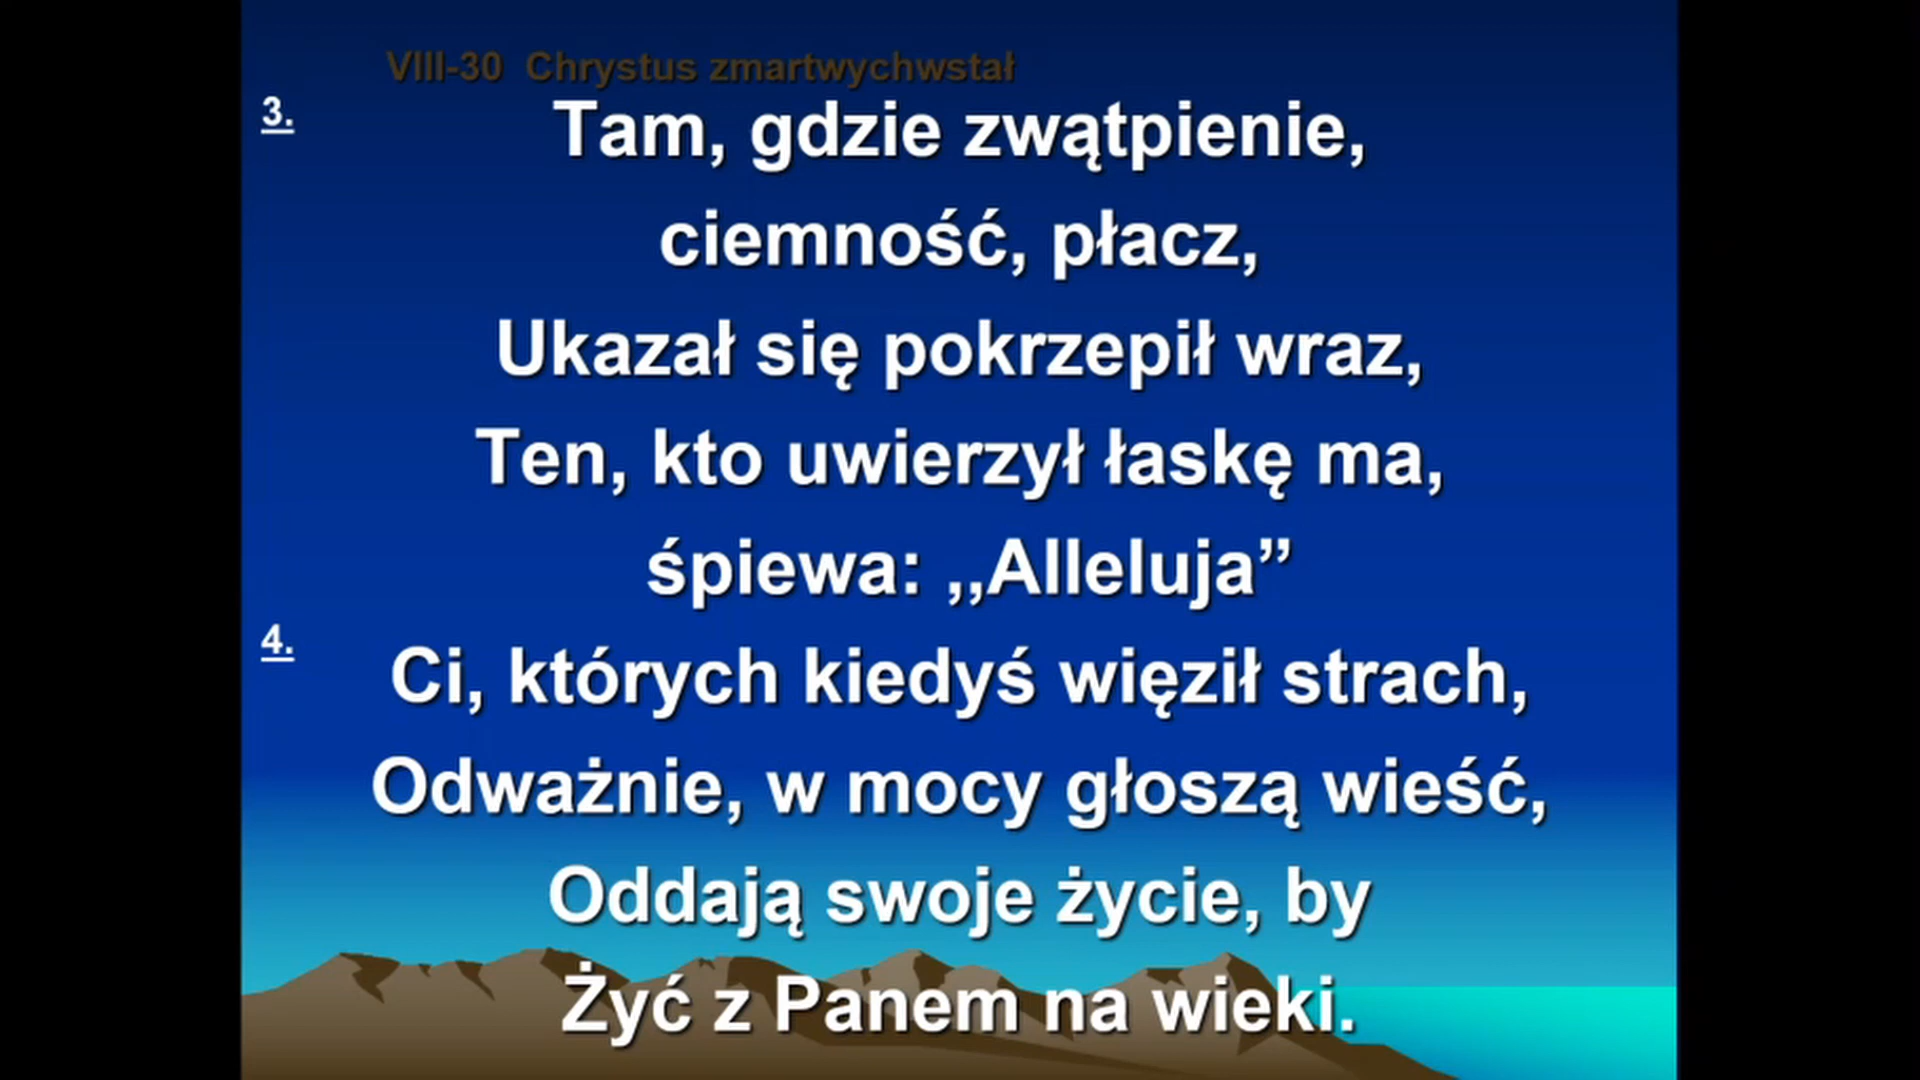 VIII-30 Chrystus zmartwychwstał
3.
Tam, gdzie zwątpienie,
ciemność, płacz,
Ukazał się pokrzepił wraz,
Ten, kto uwierzył łaskę ma,
śpiewa: ,,Alleluja”
4.
Ci, których kiedyś więził strach,
Odważnie, w mocy głoszą wieść,
Oddają swoje życie, by
Żyć z Panem na wieki.